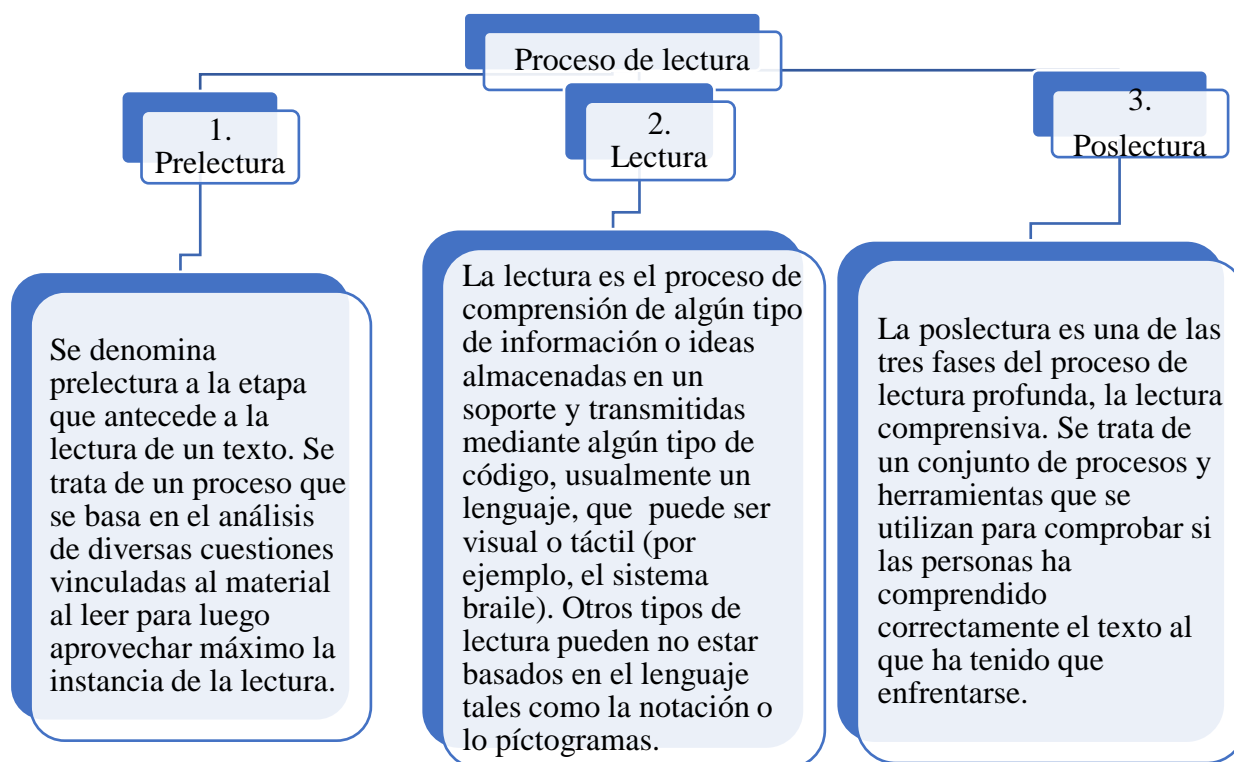 Proceso de lectura
1.
Prelectura
2.
Lectura
3.
Poslectura
Se denomina
prelectura a la etapa
que antecede a la
lectura de un texto. Se
trata de un proceso que
se basa en el análisis
de diversas cuestiones
vinculadas al material
al leer para luego
aprovechar máximo la
instancia de la lectura.
La lectura es el proceso de
comprensión de algún tipo
de información o ideas
almacenadas en un
soporte y transmitidas
mediante algún tipo de
código, usualmente un
lenguaje, que  puede ser
visual o táctil (por
ejemplo, el sistema
braile). Otros tipos de
lectura pueden no estar
basados en el lenguaje
tales como la notación o
lo píctogramas.
La poslectura es una de las
tres fases del proceso de
lectura profunda, la lectura
comprensiva. Se trata de
un conjunto de procesos y
herramientas que se
utilizan para comprobar si
las personas ha
comprendido
correctamente el texto al
que ha tenido que
enfrentarse.